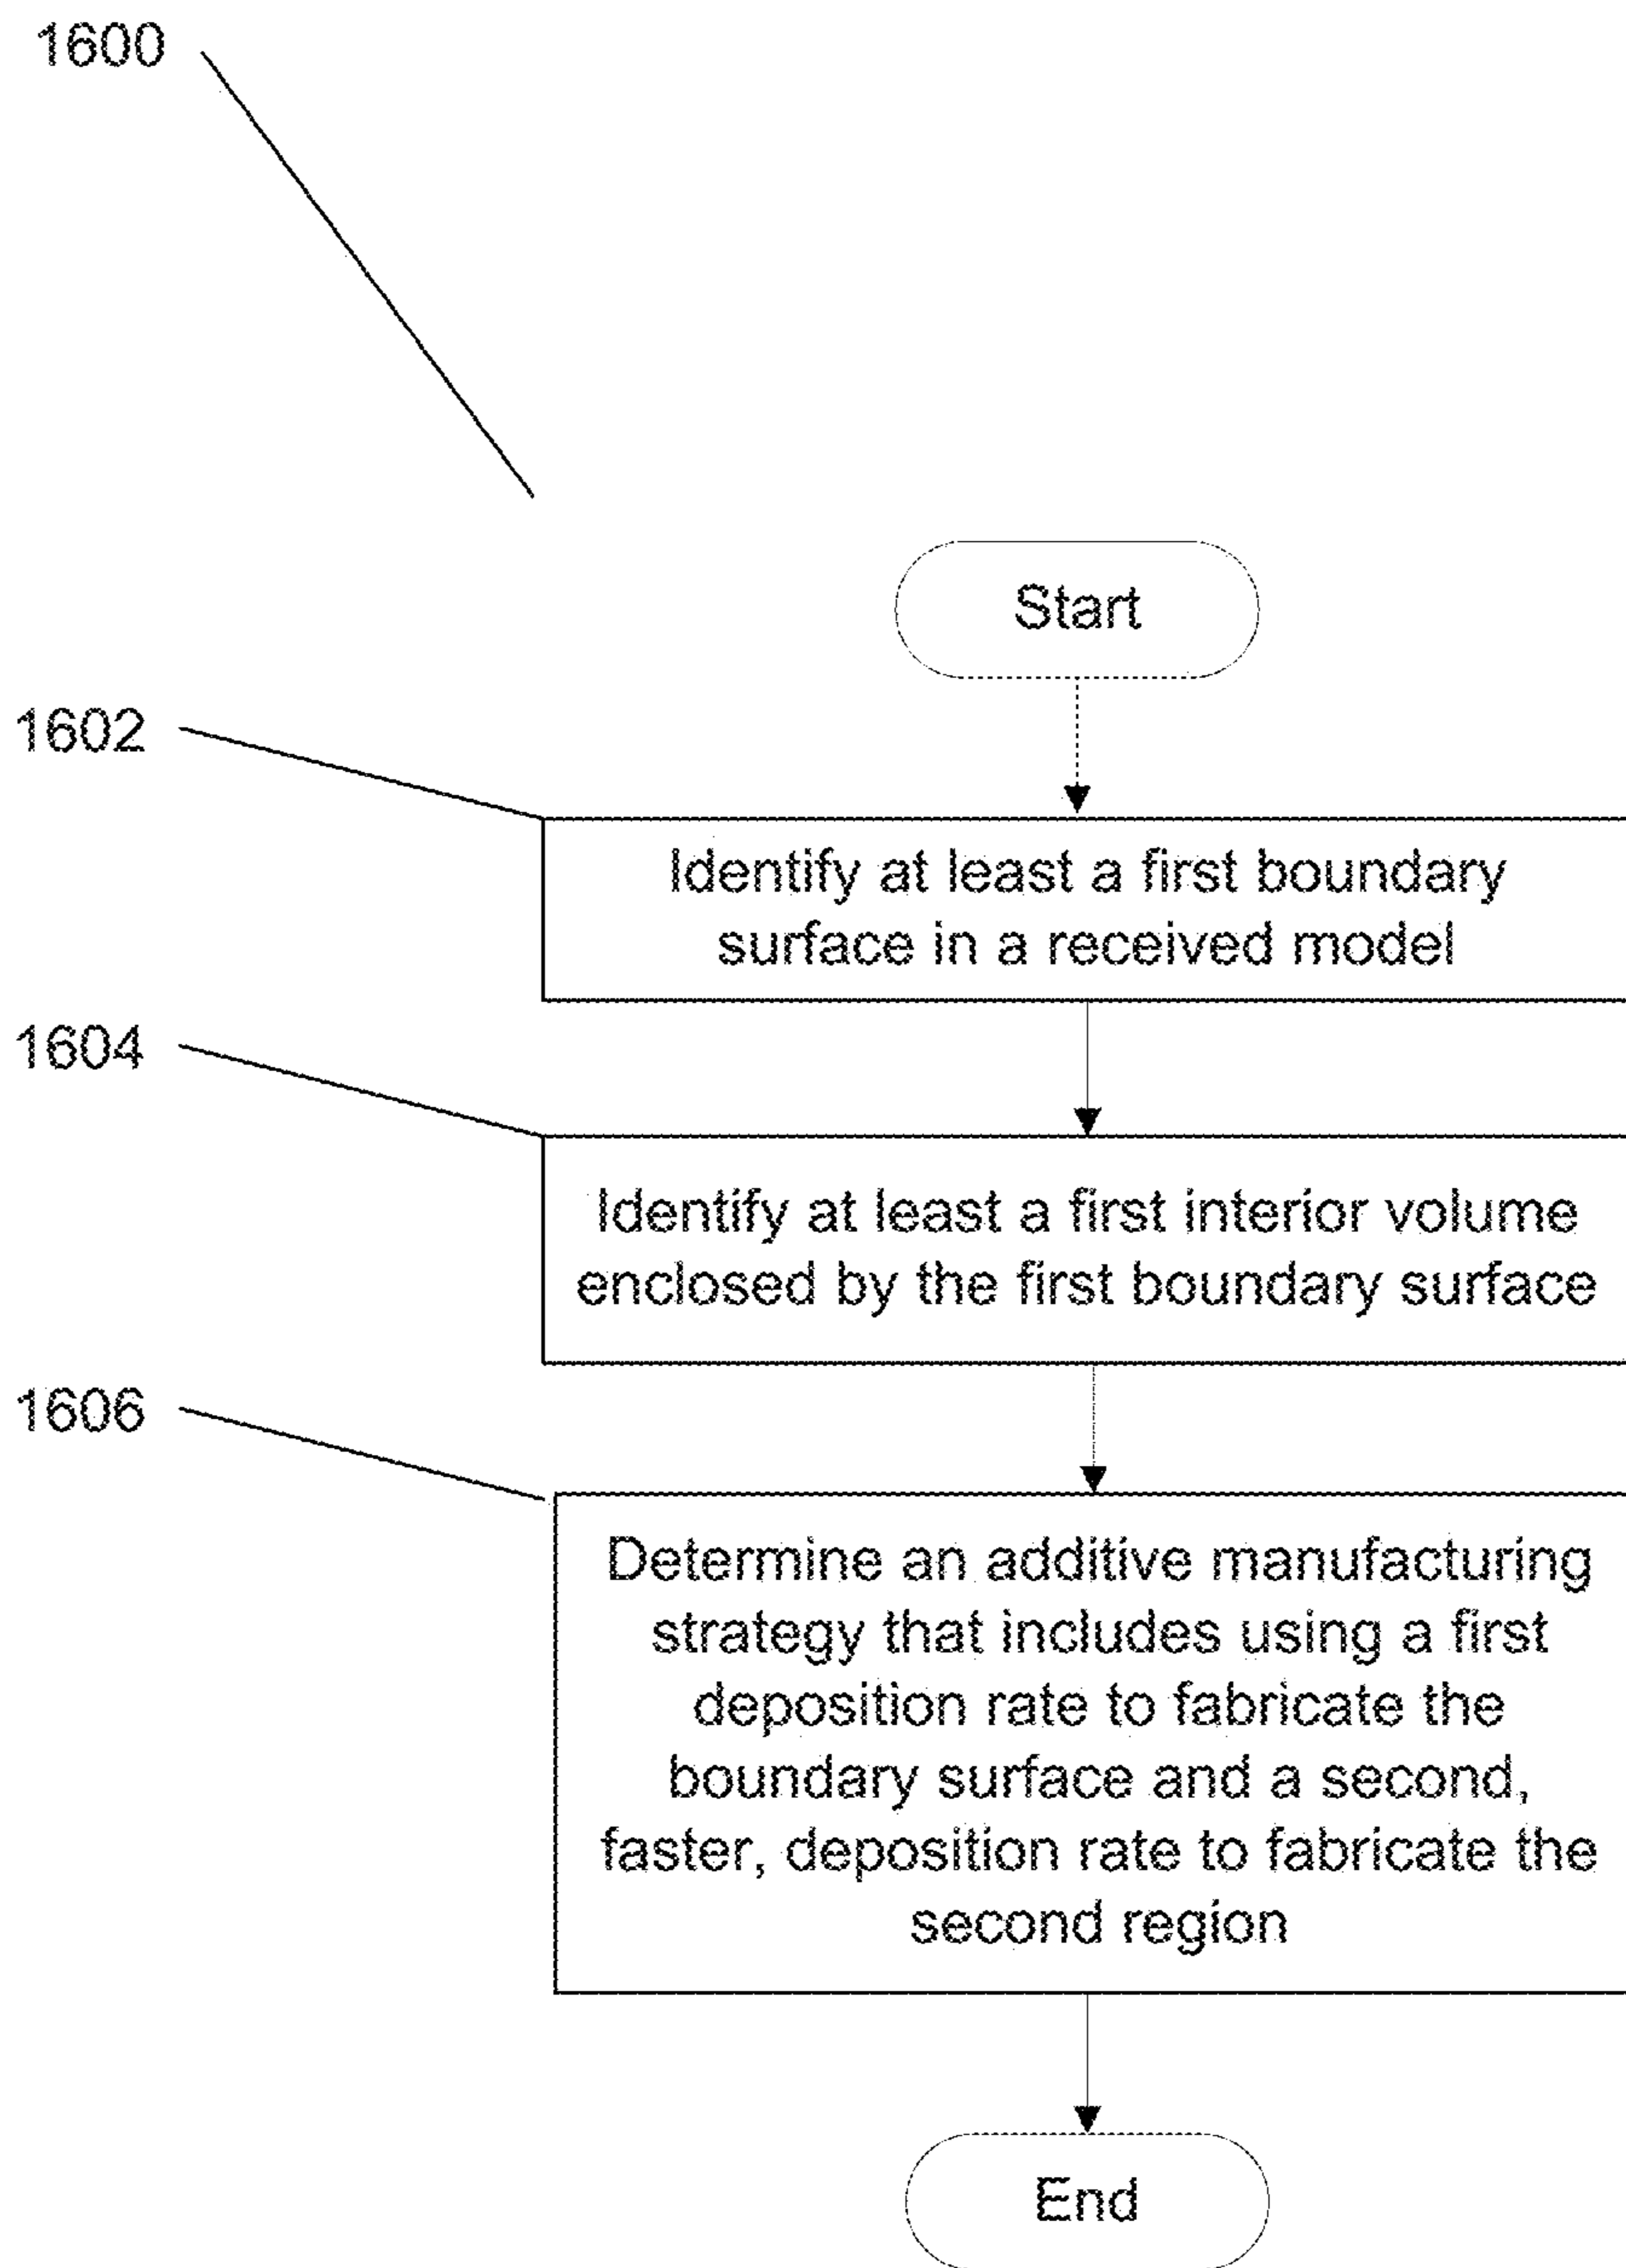 1600
Start
1602
Identify at least a first boundary
surface in a received model
1604
Identify at least a first interior volume
enclosed by the first boundary surface
1606
Determine an additive manufacturing
strategy that includes using a first
deposition rate to fabricate the
boundary surface and a second,
faster, deposition rate to fabricate the
second region
End